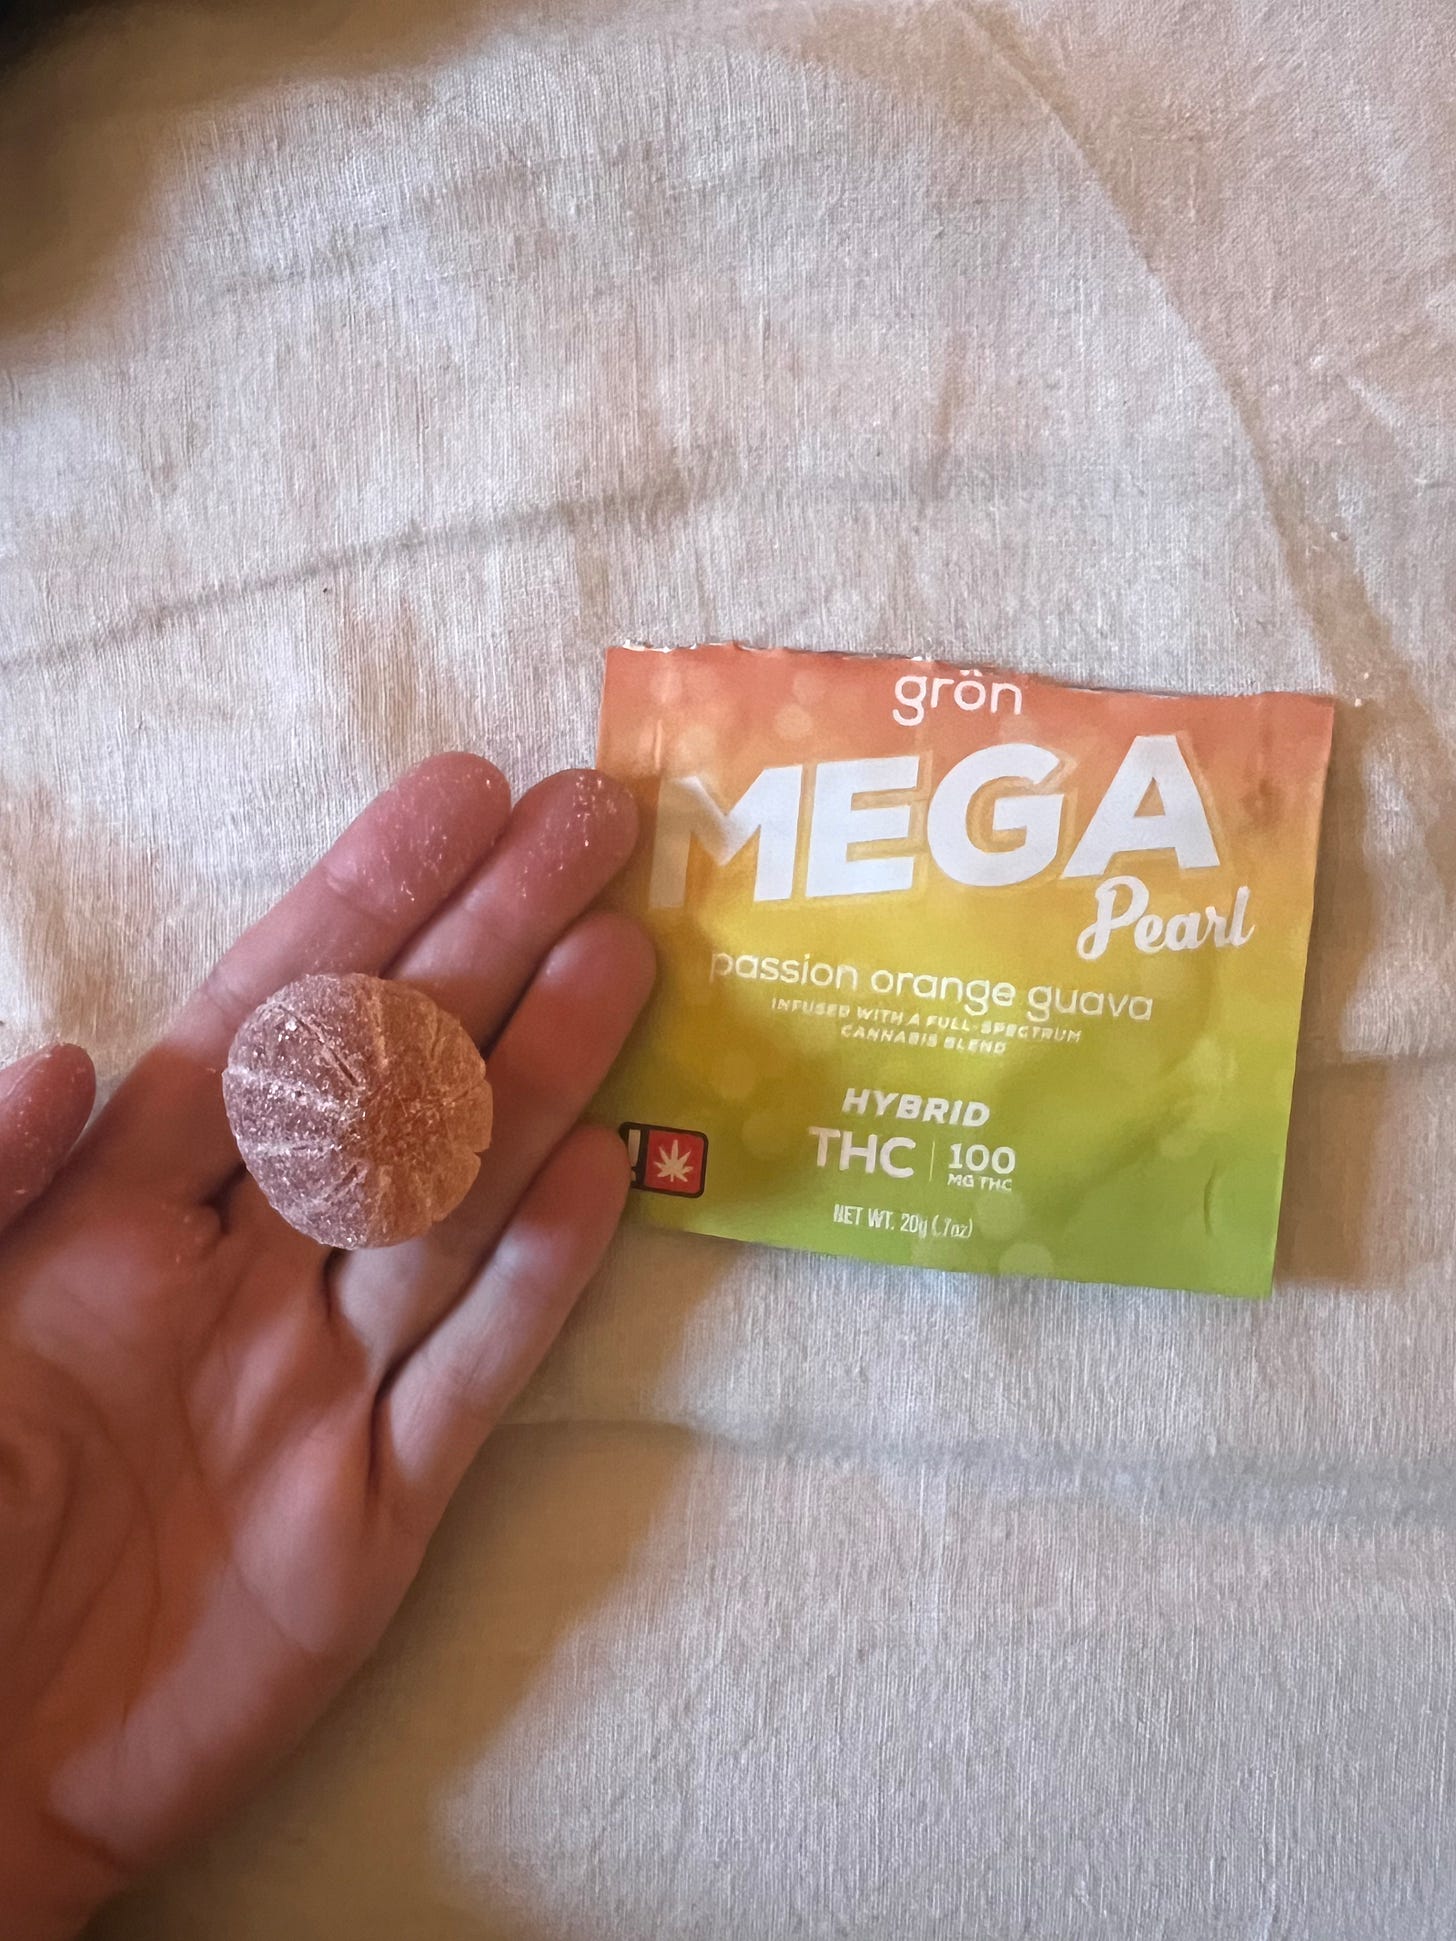 grön
MEGA
Pearl
passion orange guava
INFUSED WITH A FULL-SPECTRUM
CANNABIS BLEND
HYBRID
THC | 100
MG THC
!
NET WT. 20g (.7oz)